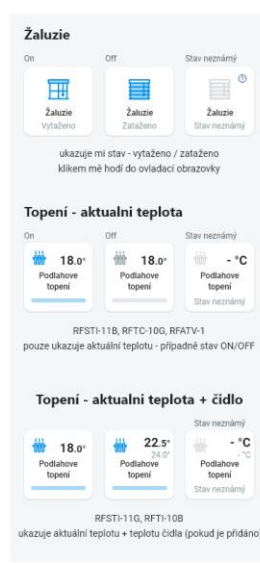 Žaluzie
On Off Stav neznámý
?
Žaluzie Žaluzie Žaluzie
Vytaženo Zataženo Stav neznámý
ukazuje mi stav - vytaženo / zataženo
klikem mě hodí do ovladací obrazovky
Topení - aktualni teplota
On Off Stav neznámý
18.0° 18.0° - °C
Podlahove Podlahove Podlahove
topení topení topení
Stav neznámý
RFSTI-11B, RFTC-10G, RFATV-1
pouze ukazuje aktuální teplotu - případně stav ON/OFF
Topení - aktualni teplota + čidlo
Stav neznámý
18.0° 22.5° - °C
24.0° - °C
Podlahove Podlahove Podlahove
topení topení topení
Stav neznámý
RFSTI-11G, RFTI-10B
ukazuje aktuální teplotu + teplotu čidla (pokud je přidáno)